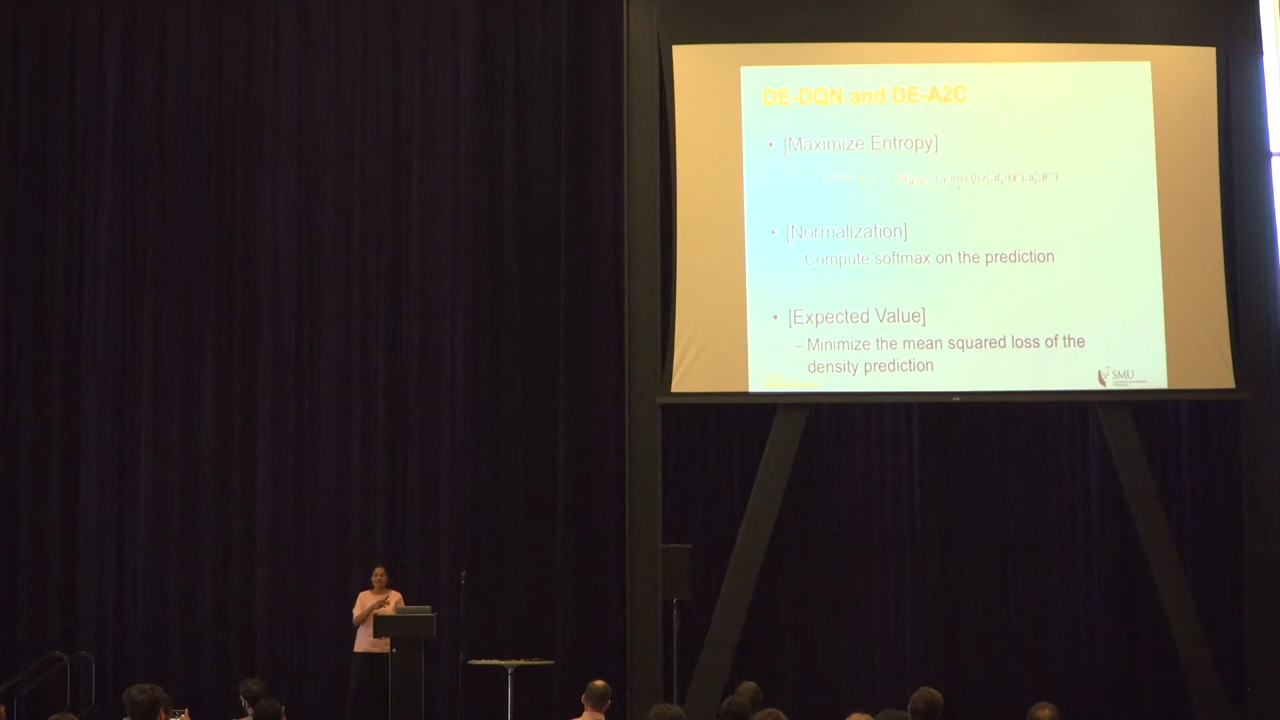 DE-DQN and DE-A2C
• [Maximize Entropy]
• [Normalization]
Compute softmax on the prediction
• [Expected Value]
– Minimize the mean squared loss of the
density prediction
SMU